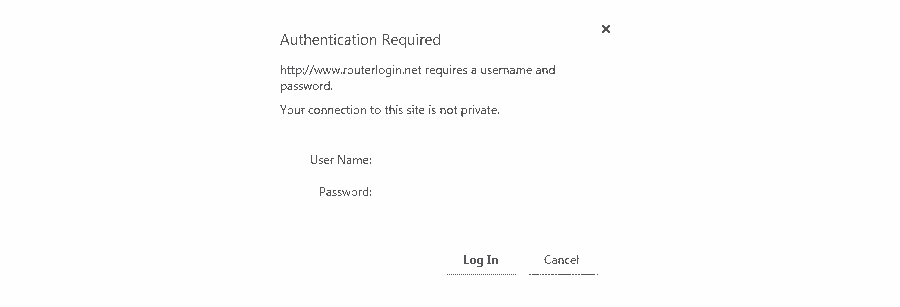 Authentication Required
http://www.routerlogin.net requires a username and
password.
Your connection to this site is not private.
User Name:
Password:
Log In
Cancel